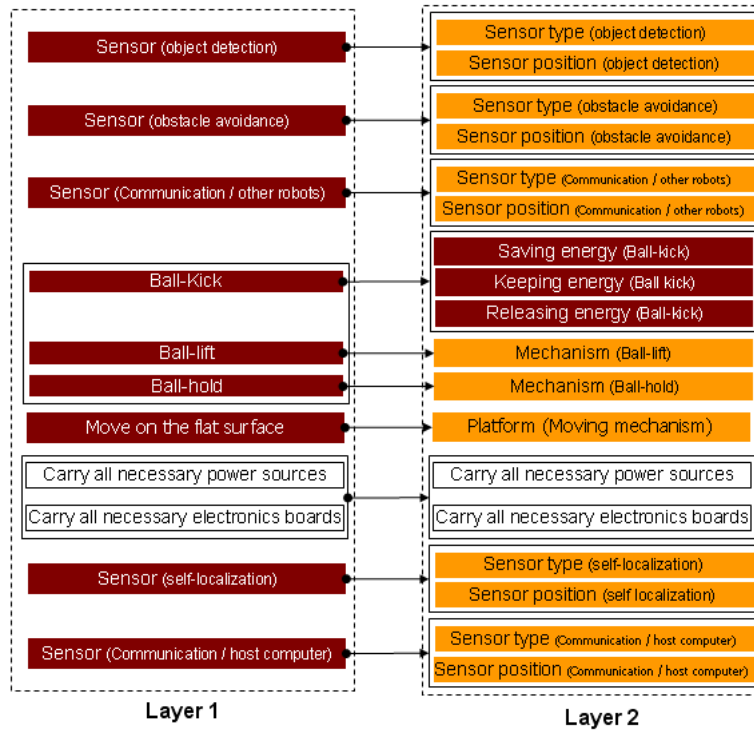 Sensor (object detection)
Sensor (obstacle avoidance)
Sensor (Communication / other robots)
Ball-Kick
Ball-lift
Ball-hold
Move on the flat surface
Carry all necessary power sources
Carry all necessary electronics boards
Sensor (self-localization)
Sensor (Communication / host computer)
Layer 1
Sensor type (object detection)
Sensor position (object detection)
Sensor type (obstacle avoidance)
Sensor position (obstacle avoidance)
Sensor type (Communication / other robots)
Sensor position (Communication / other robots)
Saving energy (Ball-kick)
Keeping energy (Ball kick)
Releasing energy (Ball-kick)
Mechanism (Ball-lift)
Mechanism (Ball-hold)
Platform (Moving mechanism)
Carry all necessary power sources
Carry all necessary electronics boards
Sensor type (self-localization)
Sensor position (self localization)
Sensor type (Communication / host computer)
Sensor position (Communication / host computer)
Layer 2